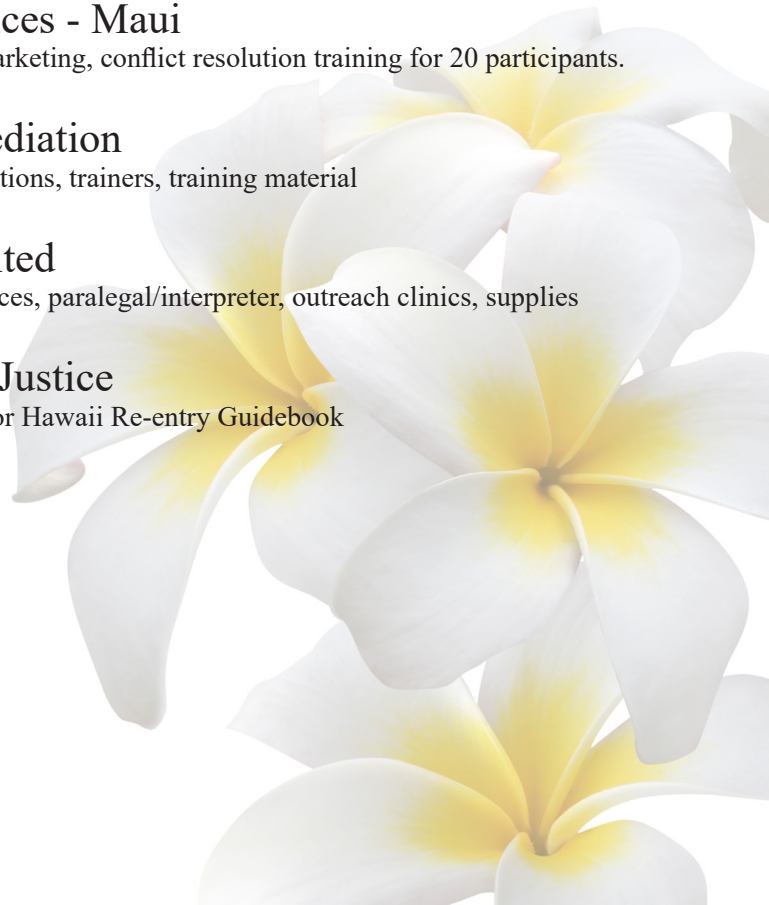 ces - Maui
arketing, conflict resolution training for 20 participants.
ediation
tions, trainers, training material
ited
ces, paralegal/interpreter, outreach clinics, supplies
Justice
or Hawaii Re-entry Guidebook